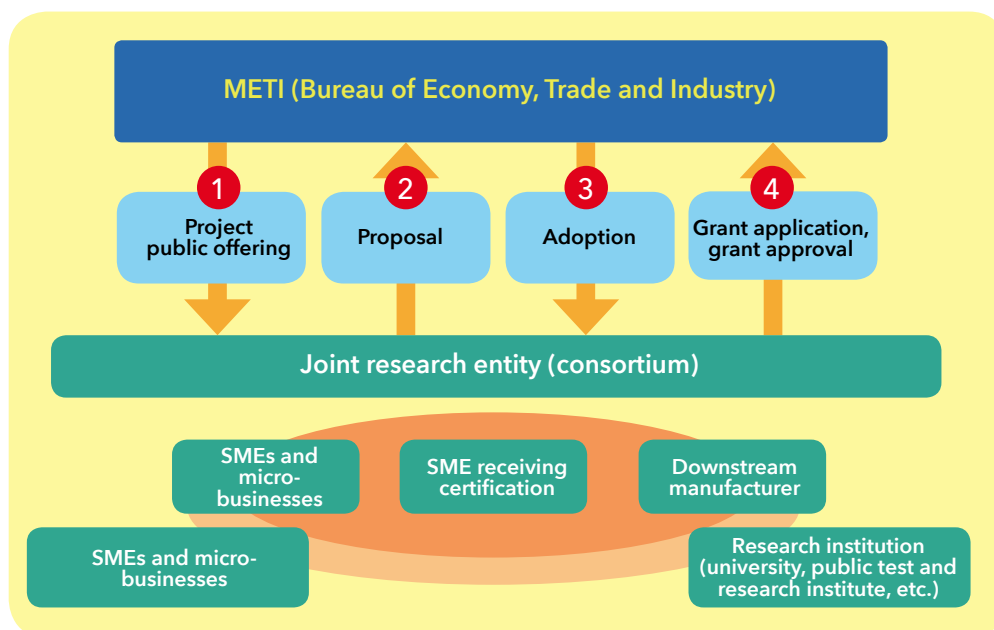 METI (Bureau of Economy, Trade and Industry)
1
2
3
4
Project
public offering
Proposal
Adoption
Grant application,
grant approval
Joint research entity (consortium)
SMEs and
micro-
businesses
SME receiving
certification
Downstream
manufacturer
SMEs and micro-
businesses
Research institution
(university, public test and
research institute, etc.)